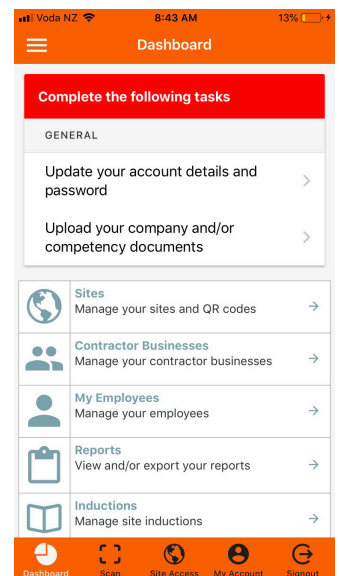 Voda NZ 8:43 AM 13%
Dashboard
Complete the following tasks
GENERAL
Update your account details and
password
Upload your company and/or
competency documents
Sites
Manage your sites and QR codes
Contractor Businesses
Manage your contractor businesses
My Employees
Manage your employees
Reports
View and/or export your reports
Inductions
Manage site inductions
Dashboard Scan Site Access My Account Signout